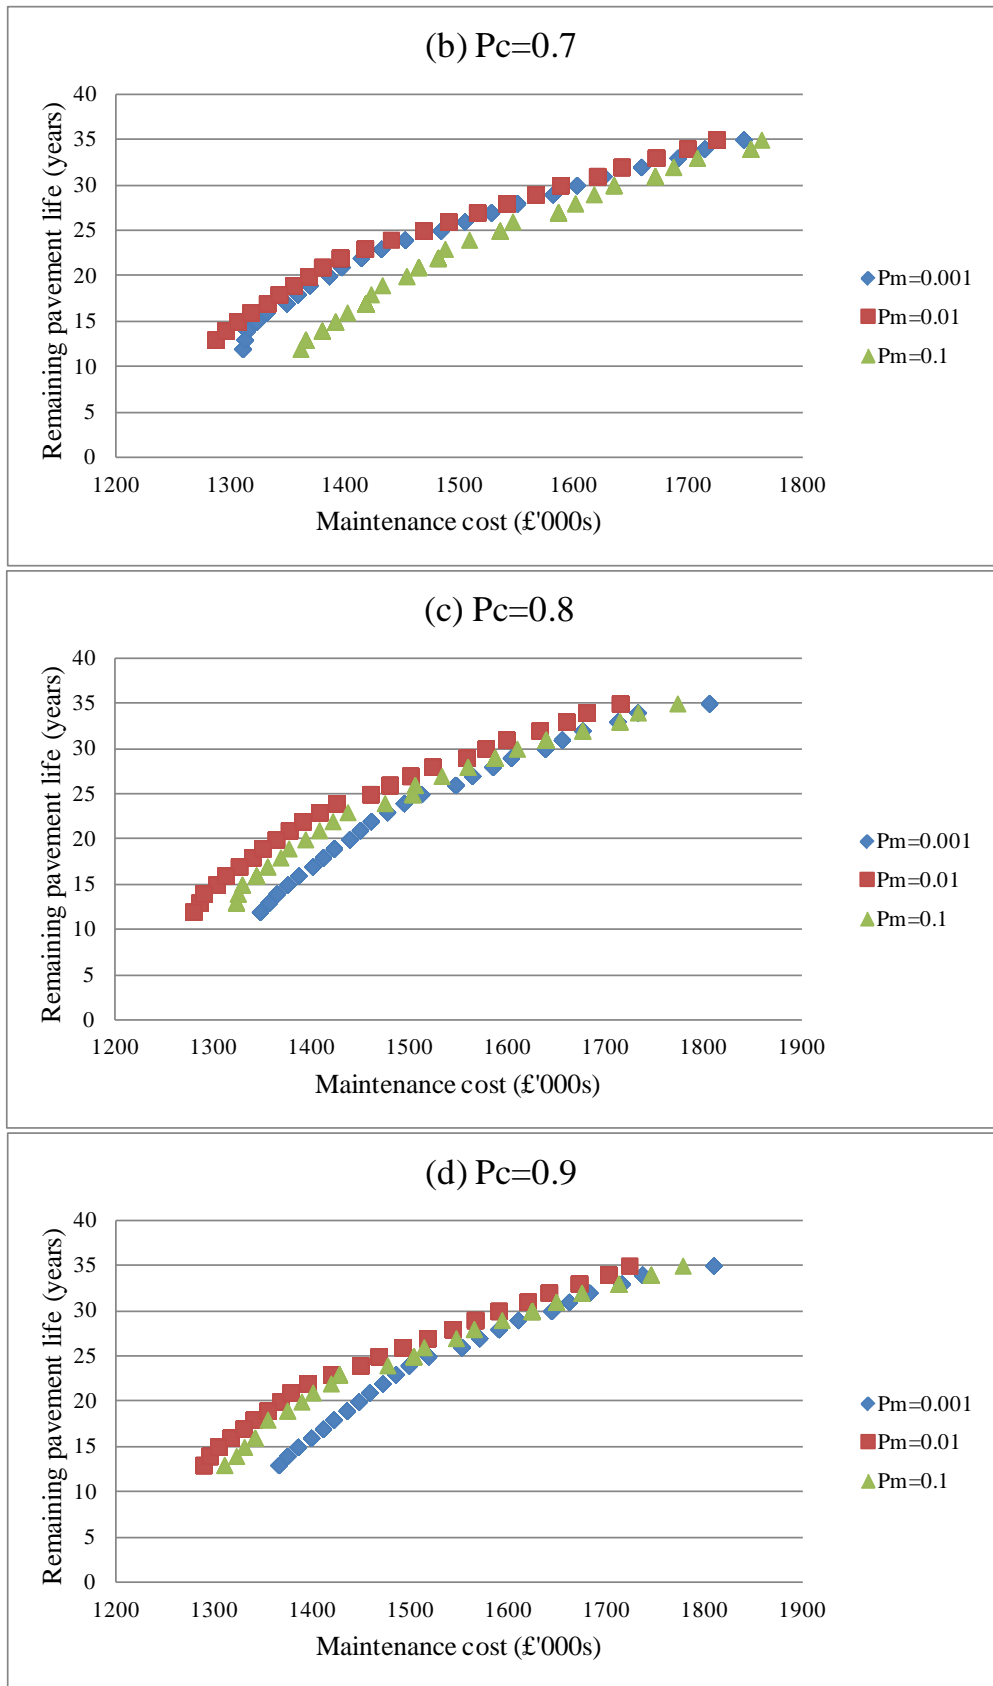 (b) Pc=0.7
Remaining pavement life (years)
40
35
30
25
20
15
10
5
0
1200 1300 1400 1500 1600 1700 1800
Maintenance cost (£'000s)
Pm=0.001
Pm=0.01
Pm=0.1
(c) Pc=0.8
Remaining pavement life (years)
40
35
30
25
20
15
10
5
0
1200 1300 1400 1500 1600 1700 1800 1900
Maintenance cost (£'000s)
Pm=0.001
Pm=0.01
Pm=0.1
(d) Pc=0.9
Remaining pavement life (years)
40
35
30
25
20
15
10
5
0
1200 1300 1400 1500 1600 1700 1800 1900
Maintenance cost (£'000s)
Pm=0.001
Pm=0.01
Pm=0.1